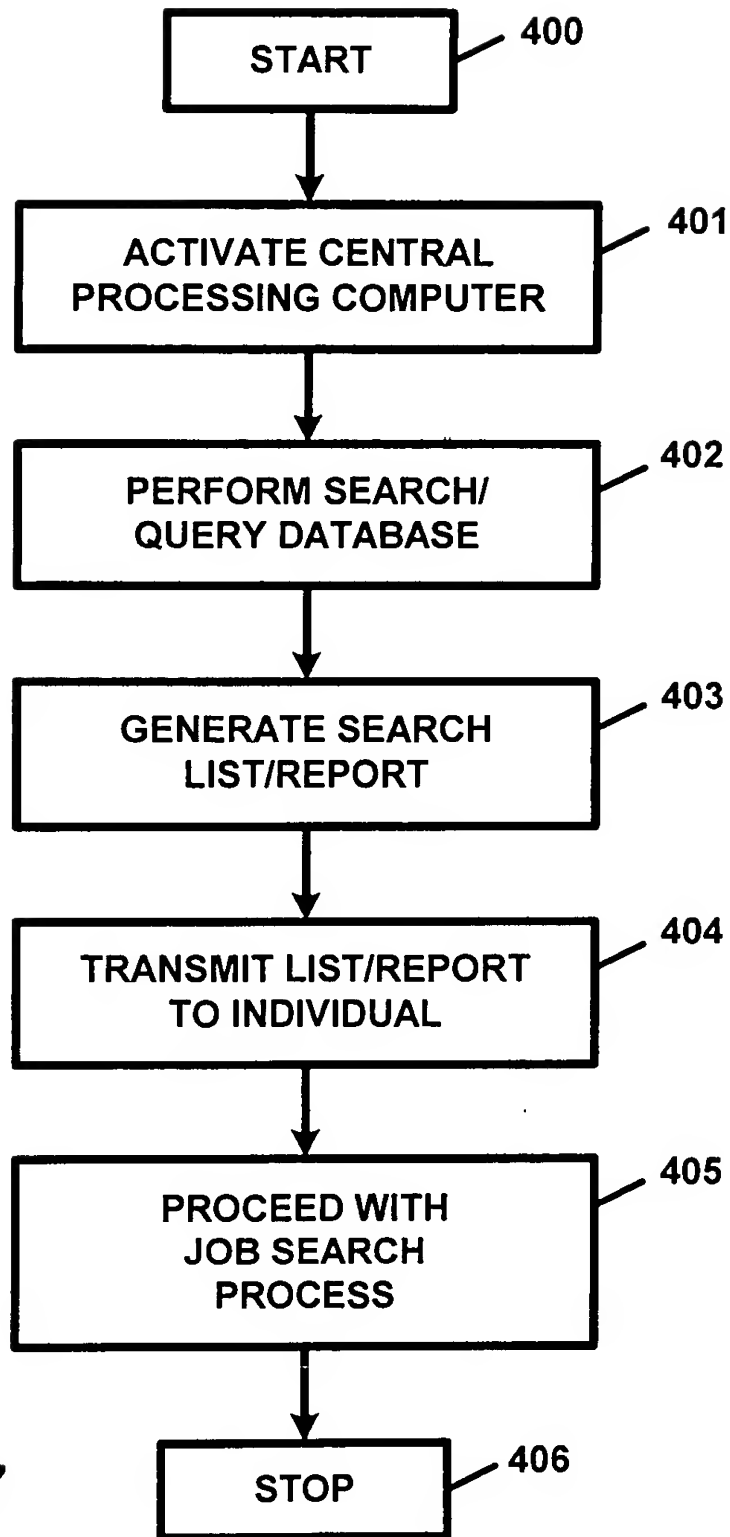 START
400
ACTIVATE CENTRAL
PROCESSING COMPUTER
401
PERFORM SEARCH/
QUERY DATABASE
402
GENERATE SEARCH
LIST/REPORT
403
TRANSMIT LIST/REPORT
TO INDIVIDUAL
404
PROCEED WITH
JOB SEARCH
PROCESS
405
STOP
406